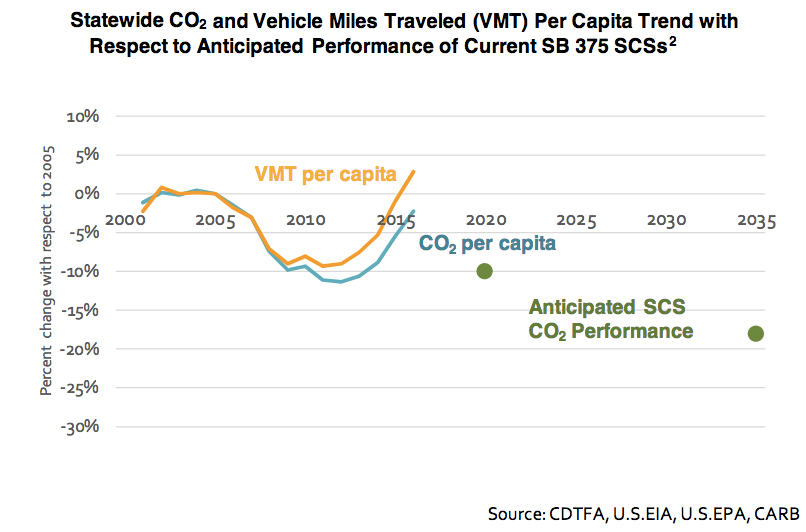 Statewide CO₂ and Vehicle Miles Traveled (VMT) Per Capita Trend with
Respect to Anticipated Performance of Current SB 375 SCSs²
Percent change with respect to 2005
10%
5%
0%
-5%
-10%
-15%
-20%
-25%
-30%
2000 2005 2010 2015 2020 2025 2030 2035
VMT per capita
CO₂ per capita
Anticipated SCS
CO₂ Performance
Source: CDTFA, U.S.EIA, U.S.EPA, CARB